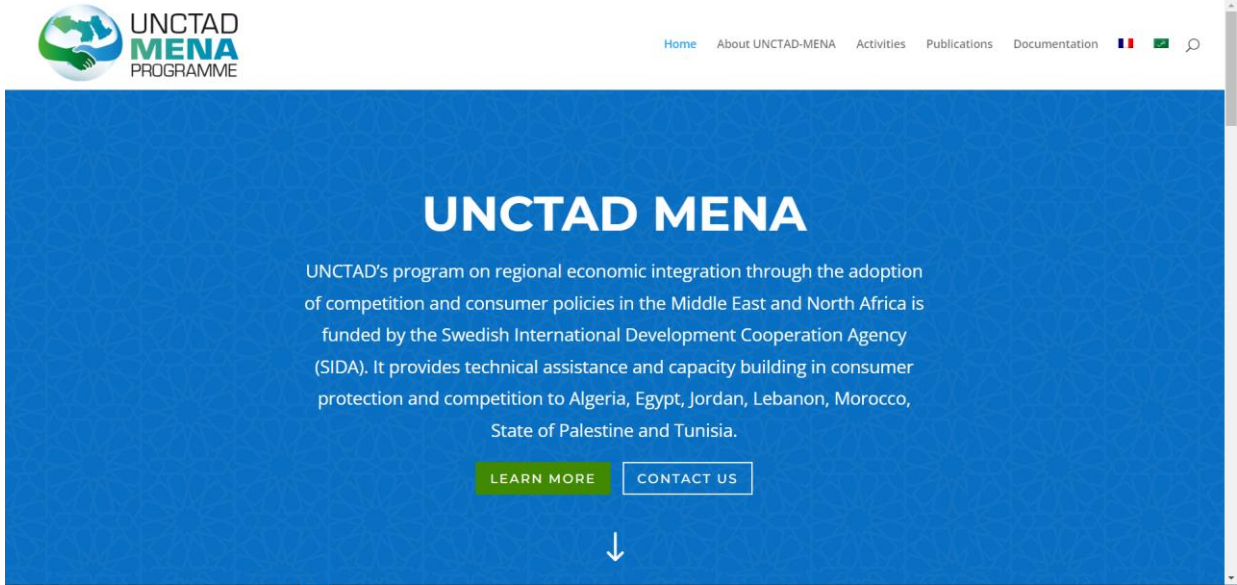 UNCTAD
MENA
PROGRAMME
Home About UNCTAD-MENA Activities Publications Documentation
UNCTAD MENA
UNCTAD's program on regional economic integration through the adoption
of competition and consumer policies in the Middle East and North Africa is
funded by the Swedish International Development Cooperation Agency
(SIDA). It provides technical assistance and capacity building in consumer
protection and competition to Algeria, Egypt, Jordan, Lebanon, Morocco,
State of Palestine and Tunisia.
LEARN MORE CONTACT US